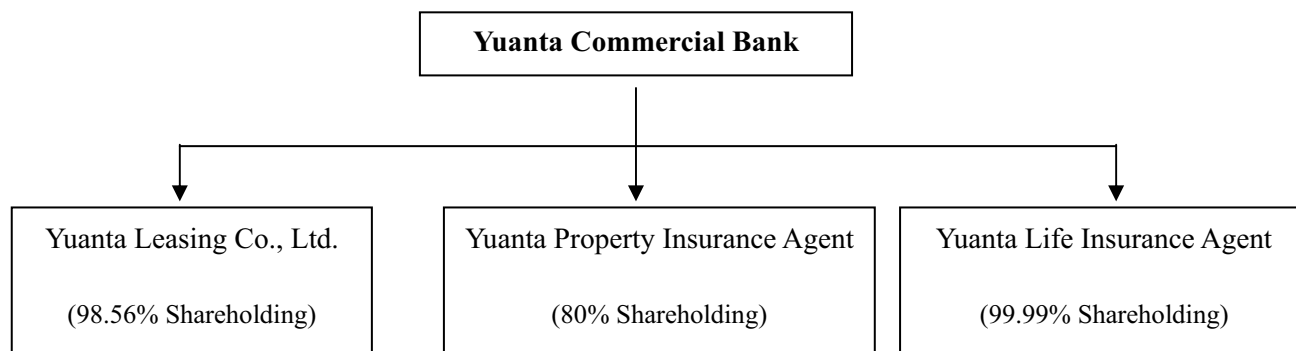 Yuanta Commercial Bank
Yuanta Leasing Co., Ltd.
(98.56% Shareholding)
Yuanta Property Insurance Agent
(80% Shareholding)
Yuanta Life Insurance Agent
(99.99% Shareholding)